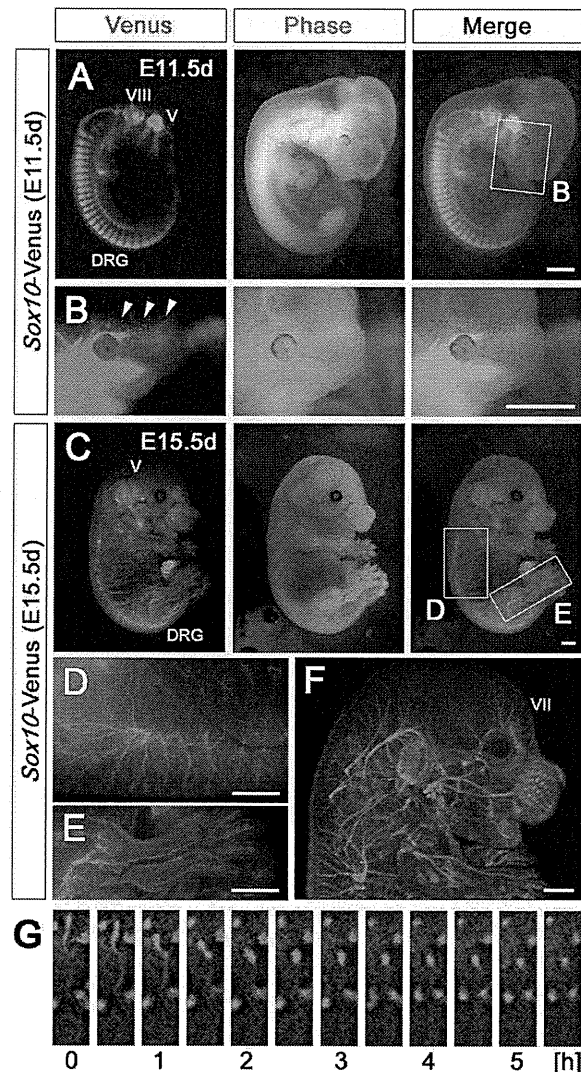 Venus Phase Merge
Sox10-Venus (E11.5d)
A E11.5d
VIII
V
DRG
B
B
Sox10-Venus (E15.5d)
C E15.5d
V
DRG
D
E
D
F
VII
E
G
0 1 2 3 4 5 [h]